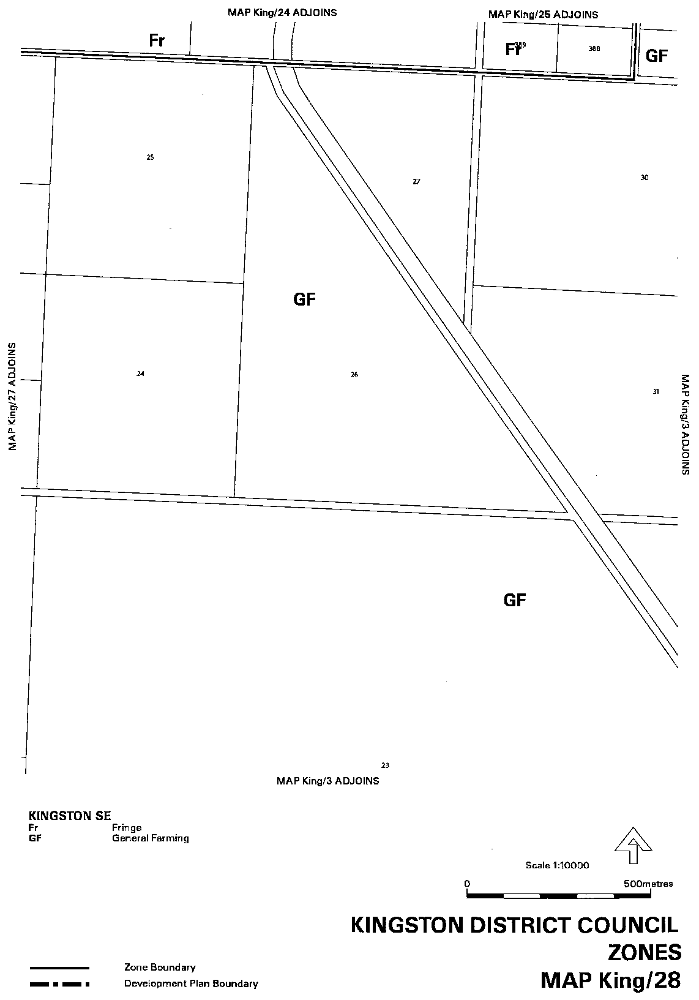 MAP King/24 ADJOINS
MAP King/25 ADJOINS
Fr
Fr
389
388
GF
25
27
30
GF
MAP King/27 ADJOINS
24
26
31
MAP King/3 ADJOINS
GF
23
MAP King/3 ADJOINS
KINGSTON SE
Fr Fringe
GF General Farming
Scale 1:10000
0 500metres
KINGSTON DISTRICT COUNCIL
ZONES
MAP King/28
Zone Boundary
Development Plan Boundary